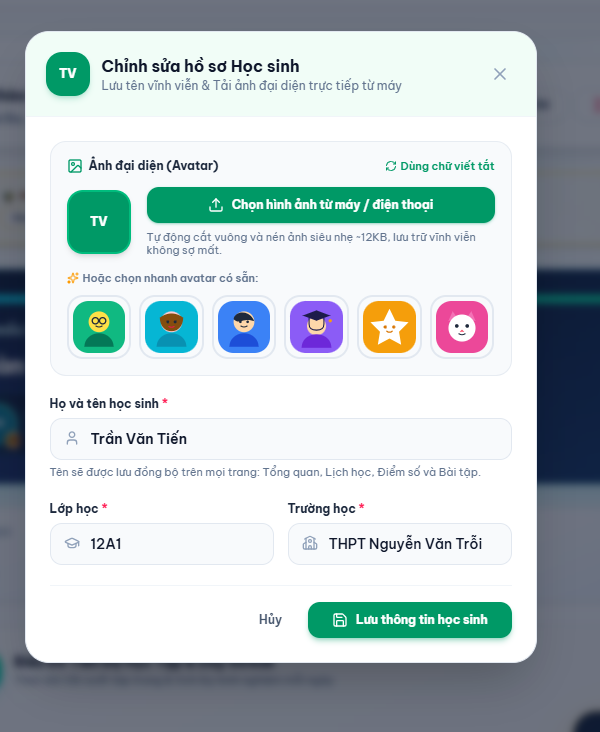 TV
Chỉnh sửa hồ sơ Học sinh
Lưu tên vĩnh viễn & Tải ảnh đại diện trực tiếp từ máy
Ảnh đại diện (Avatar)
Dùng chữ viết tắt
TV
Chọn hình ảnh từ máy / điện thoại
Tự động cắt vuông và nén ảnh siêu nhẹ ~12KB, lưu trữ vĩnh viễn
không sợ mất.
Hoặc chọn nhanh avatar có sẵn:
Họ và tên học sinh *
Trần Văn Tiến
Tên sẽ được lưu đồng bộ trên mọi trang: Tổng quan, Lịch học, Điểm số và Bài tập.
Lớp học *
Trường học *
12A1
THPT Nguyễn Văn Trỗi
Hủy
Lưu thông tin học sinh